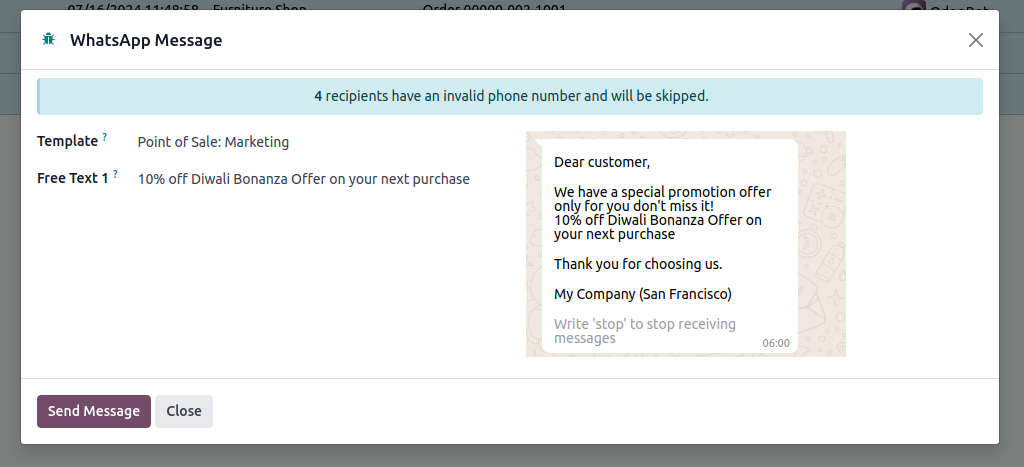 07/16/2024 11:48:58 Furniture Shop Order 00000-002-1001 OdooBot
WhatsApp Message
4 recipients have an invalid phone number and will be skipped.
Template ? Point of Sale: Marketing
Free Text 1 ? 10% off Diwali Bonanza Offer on your next purchase
Dear customer,
We have a special promotion offer
only for you don't miss it!
10% off Diwali Bonanza Offer on
your next purchase
Thank you for choosing us.
My Company (San Francisco)
Write 'stop' to stop receiving
messages
06:00
Send Message Close